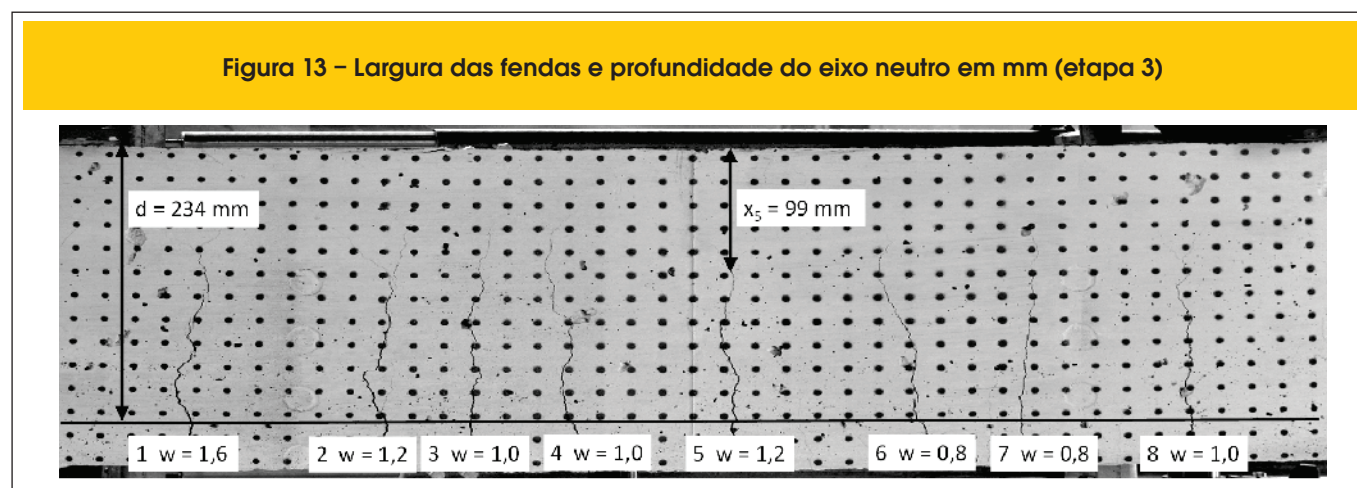 Figura 13 – Largura das fendas e profundidade do eixo neutro em mm (etapa 3)
d = 234 mm
x₅ = 99 mm
1 w = 1,6
2 w = 1,2
3 w = 1,0
4 w = 1,0
5 w = 1,2
6 w = 0,8
7 w = 0,8
8 w = 1,0